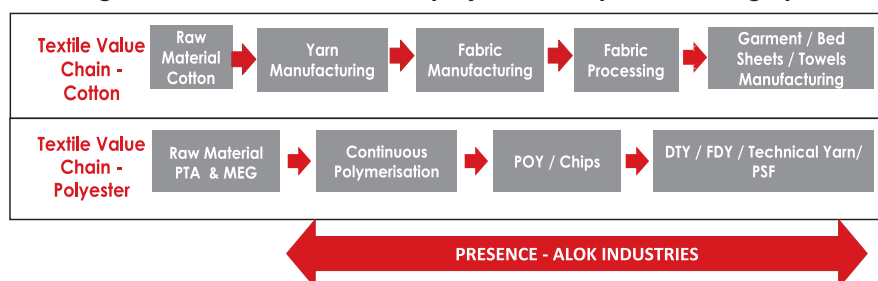 Textile Value
Chain -
Cotton
Raw
Material
Cotton
Yarn
Manufacturing
Fabric
Manufacturing
Fabric
Processing
Garment / Bed
Sheets / Towels
Manufacturing
Textile Value
Chain -
Polyester
Raw Material
PTA & MEG
Continuous
Polymerisation
POY / Chips
DTY / FDY / Technical Yarn/
PSF
PRESENCE - ALOK INDUSTRIES